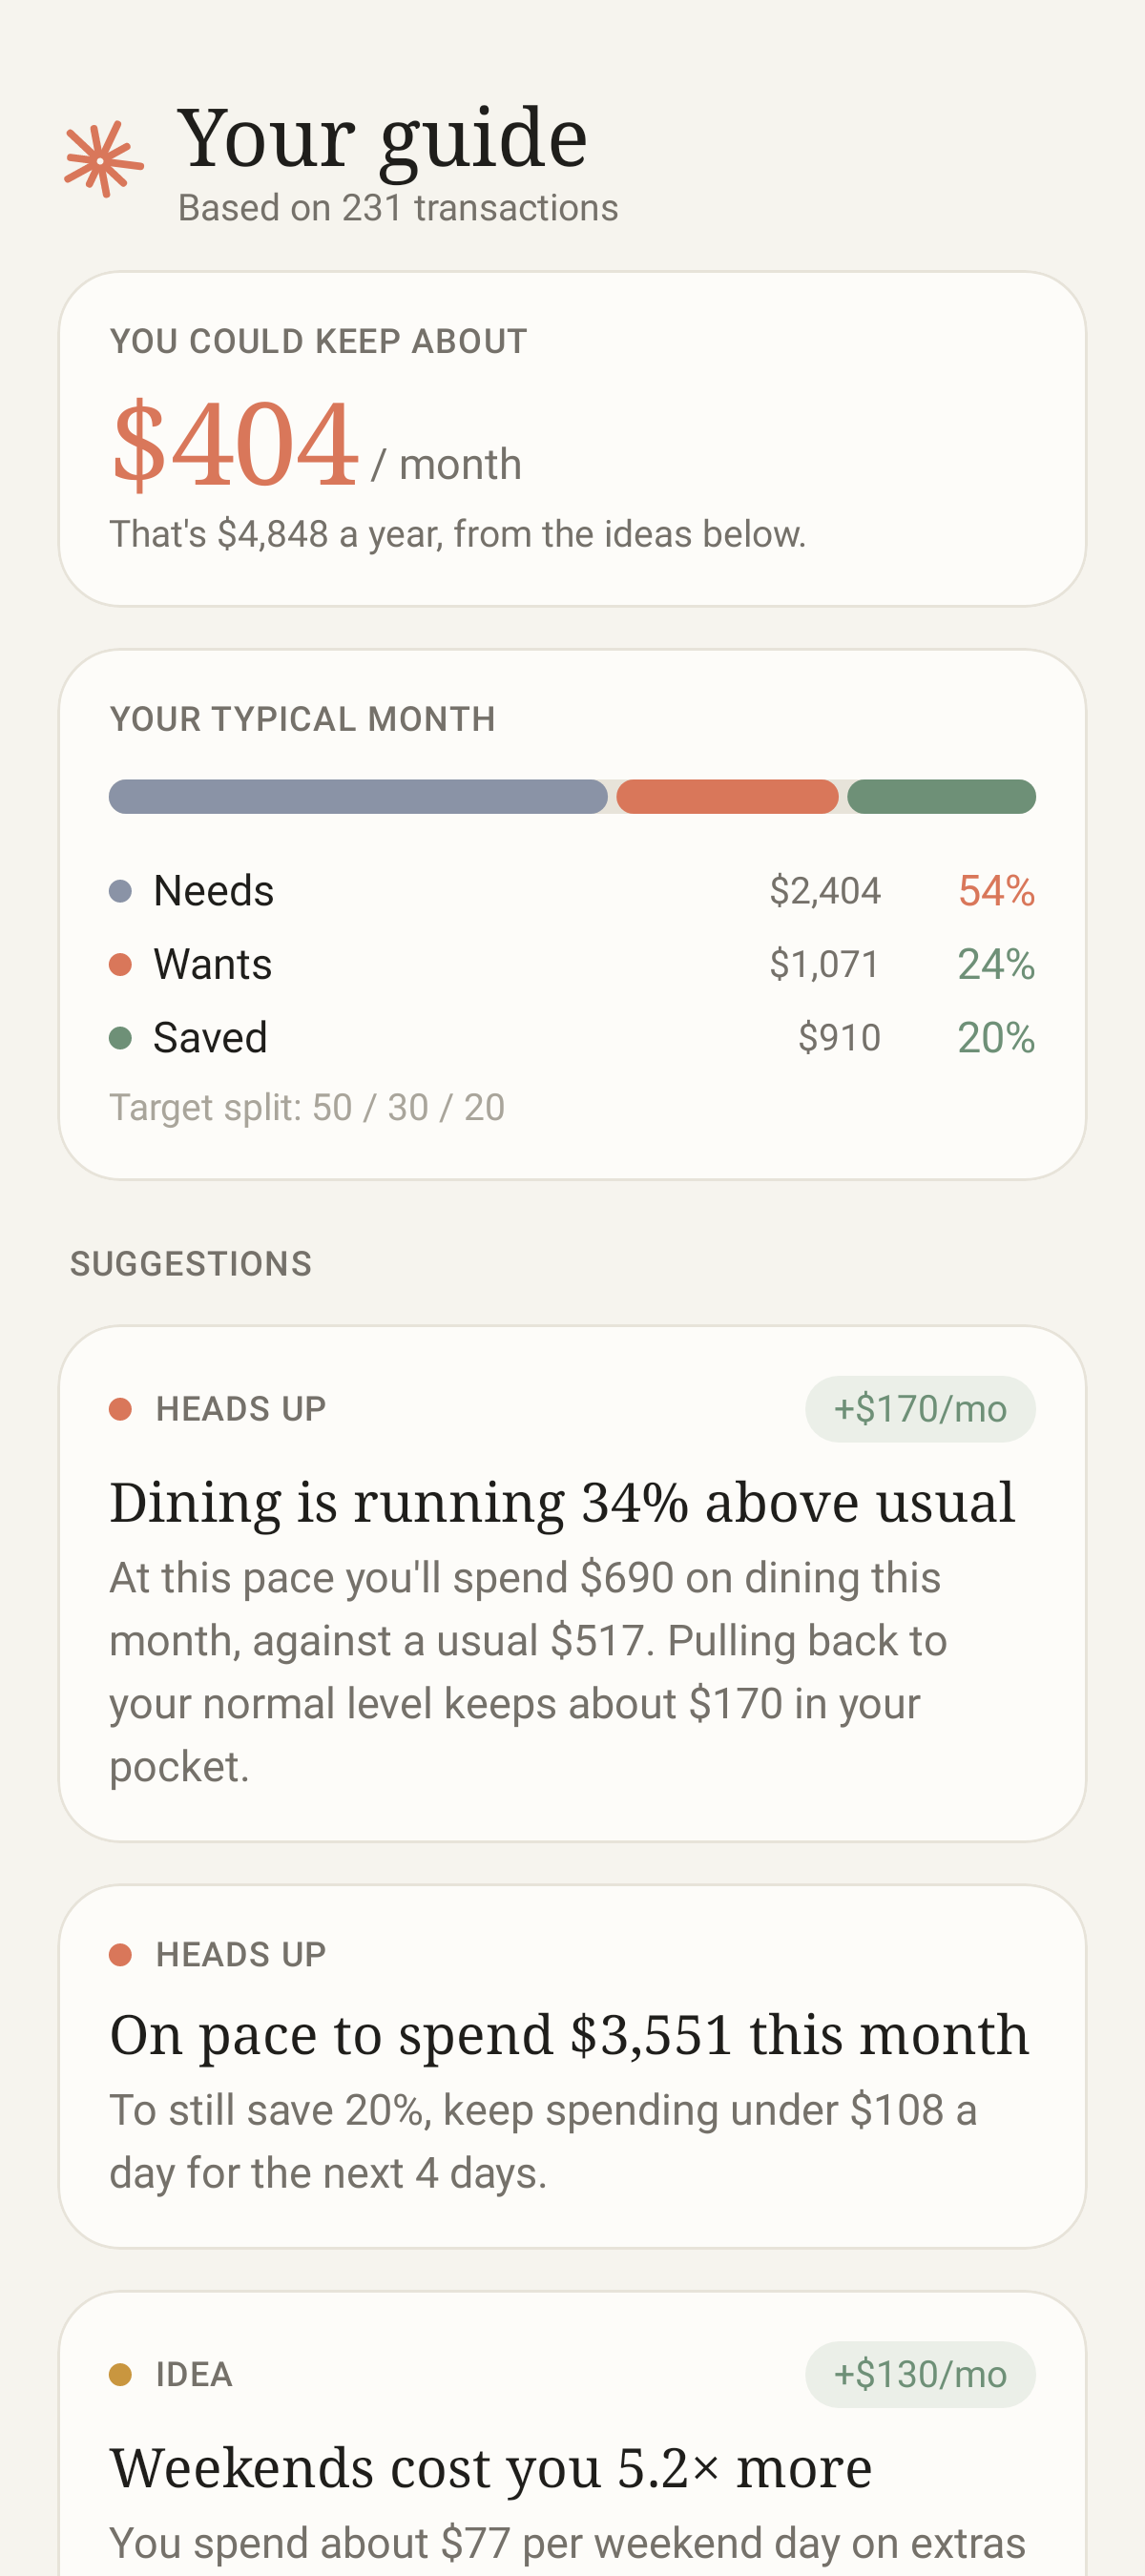 Your guide
Based on 231 transactions
YOU COULD KEEP ABOUT
$404 / month
That's $4,848 a year, from the ideas below.
YOUR TYPICAL MONTH
Needs $2,404 54%
Wants $1,071 24%
Saved $910 20%
Target split: 50 / 30 / 20
SUGGESTIONS
HEADS UP +$170/mo
Dining is running 34% above usual
At this pace you'll spend $690 on dining this
month, against a usual $517. Pulling back to
your normal level keeps about $170 in your
pocket.
HEADS UP
On pace to spend $3,551 this month
To still save 20%, keep spending under $108 a
day for the next 4 days.
IDEA +$130/mo
Weekends cost you 5.2× more
You spend about $77 per weekend day on extras